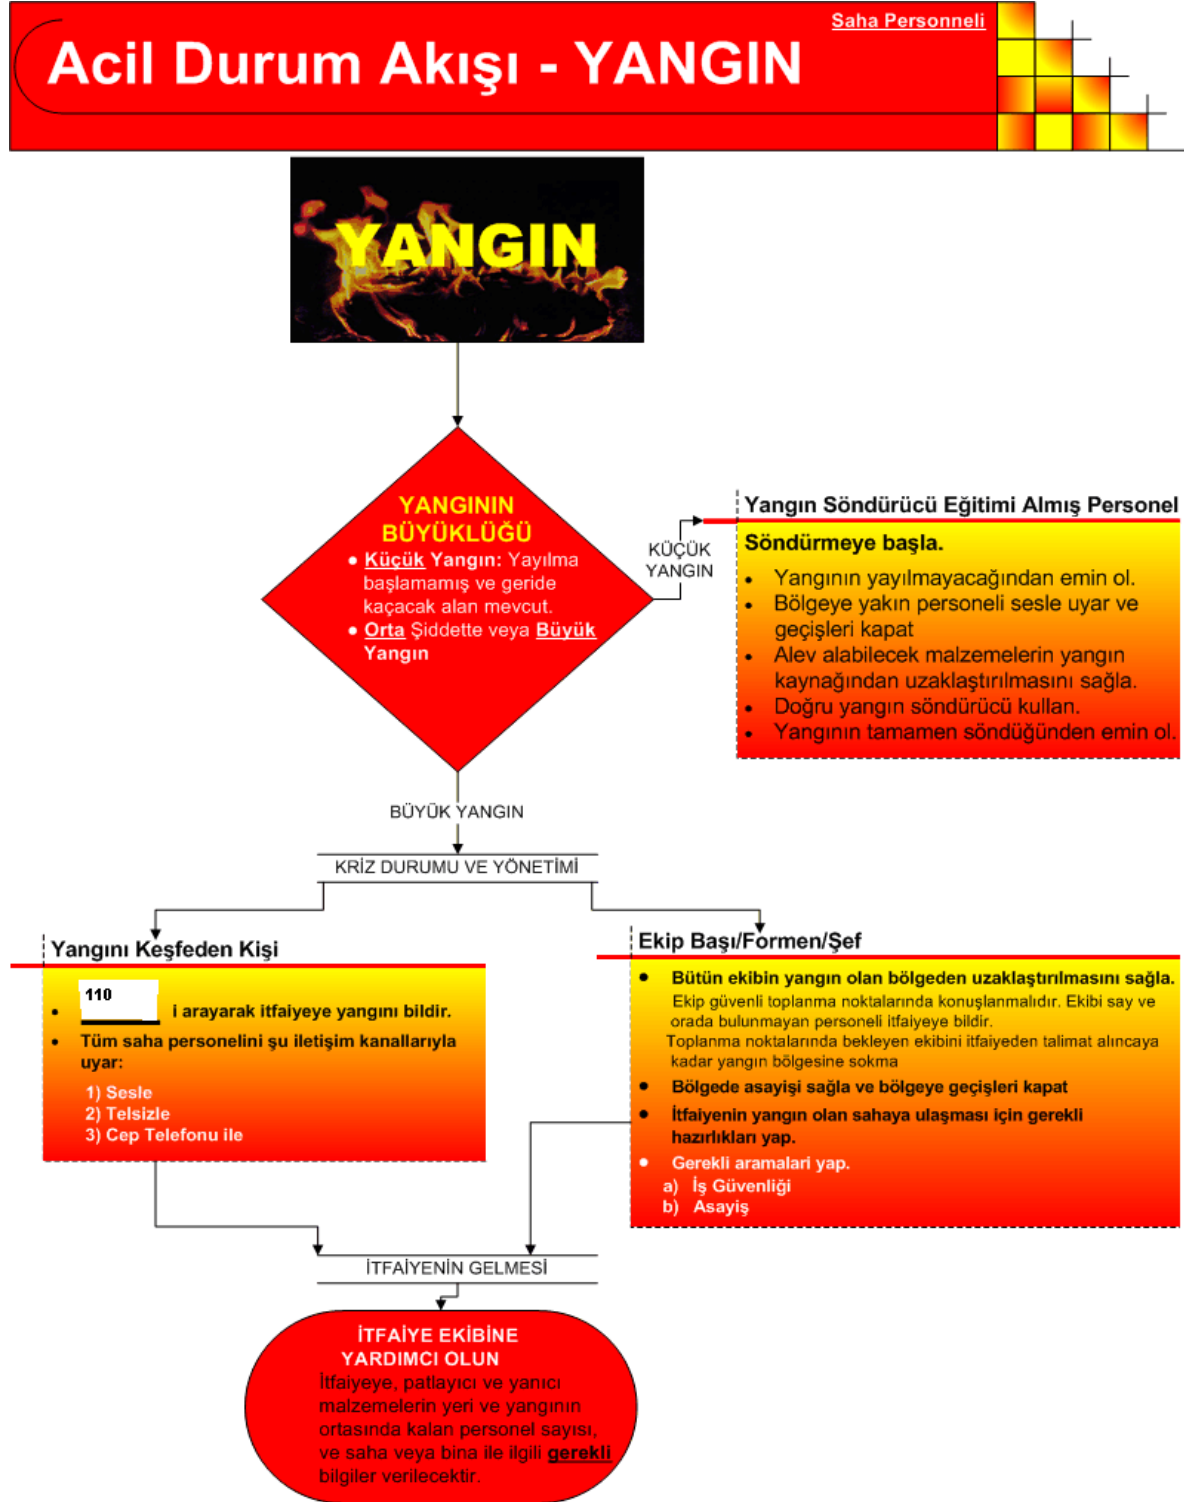 Saha Personneli
Acil Durum Akışı - YANGIN
YANGIN
YANGININ
BÜYÜKLÜĞÜ
● Küçük Yangın: Yayılma
başlamamış ve geride
kaçacak alan mevcut.
● Orta Şiddette veya Büyük
Yangın
KÜÇÜK
YANGIN
Yangın Söndürücü Eğitimi Almış Personel
Söndürmeye başla.
• Yangının yayılmayacağından emin ol.
• Bölgeye yakın personeli sesle uyar ve
geçişleri kapat
• Alev alabilecek malzemelerin yangın
kaynağından uzaklaştırılmasını sağla.
• Doğru yangın söndürücü kullan.
• Yangının tamamen söndüğünden emin ol.
BÜYÜK YANGIN
KRİZ DURUMU VE YÖNETİMİ
Yangını Keşfeden Kişi
• 110 i arayarak itfaiyeye yangını bildir.
• Tüm saha personelini şu iletişim kanallarıyla
uyar:
1) Sesle
2) Telsizle
3) Cep Telefonu ile
Ekip Başı/Formen/Şef
● Bütün ekibin yangın olan bölgeden uzaklaştırılmasını sağla.
Ekip güvenli toplanma noktalarında konuşlanmalıdır. Ekibi say ve
orada bulunmayan personeli itfaiyeye bildir.
Toplanma noktalarında bekleyen ekibini itfaiyeden talimat alıncaya
kadar yangın bölgesine sokma
● Bölgede asayişi sağla ve bölgeye geçişleri kapat
● İtfaiyenin yangın olan sahaya ulaşması için gerekli
hazırlıkları yap.
● Gerekli aramalari yap.
a) İş Güvenliği
b) Asayiş
İTFAİYENİN GELMESİ
İTFAİYE EKİBİNE
YARDIMCI OLUN
İtfaiyeye, patlayıcı ve yanıcı
malzemelerin yeri ve yangının
ortasında kalan personel sayısı,
ve saha veya bina ile ilgili gerekli
bilgiler verilecektir.